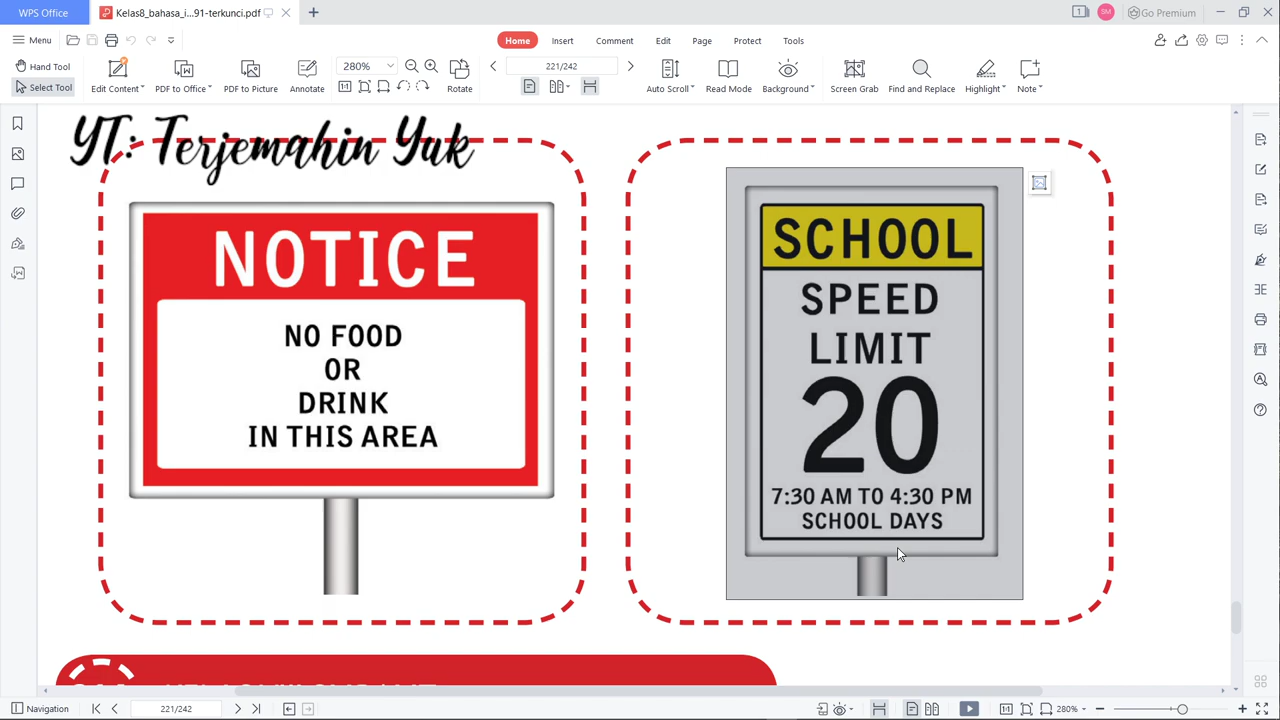 WPS Office
Kelas8_bahasa_i...91-terkunci.pdf
1
SM
Go Premium
Menu
Home
Insert
Comment
Edit
Page
Protect
Tools
Hand Tool
Select Tool
Edit Content
PDF to Office
PDF to Picture
Annotate
280%
Rotate
221/242
Auto Scroll
Read Mode
Background
Screen Grab
Find and Replace
Highlight
Note
YT: Terjemahin Yuk
NOTICE
NO FOOD
OR
DRINK
IN THIS AREA
SCHOOL
SPEED
LIMIT
20
7:30 AM TO 4:30 PM
SCHOOL DAYS
Navigation
221/242
280%